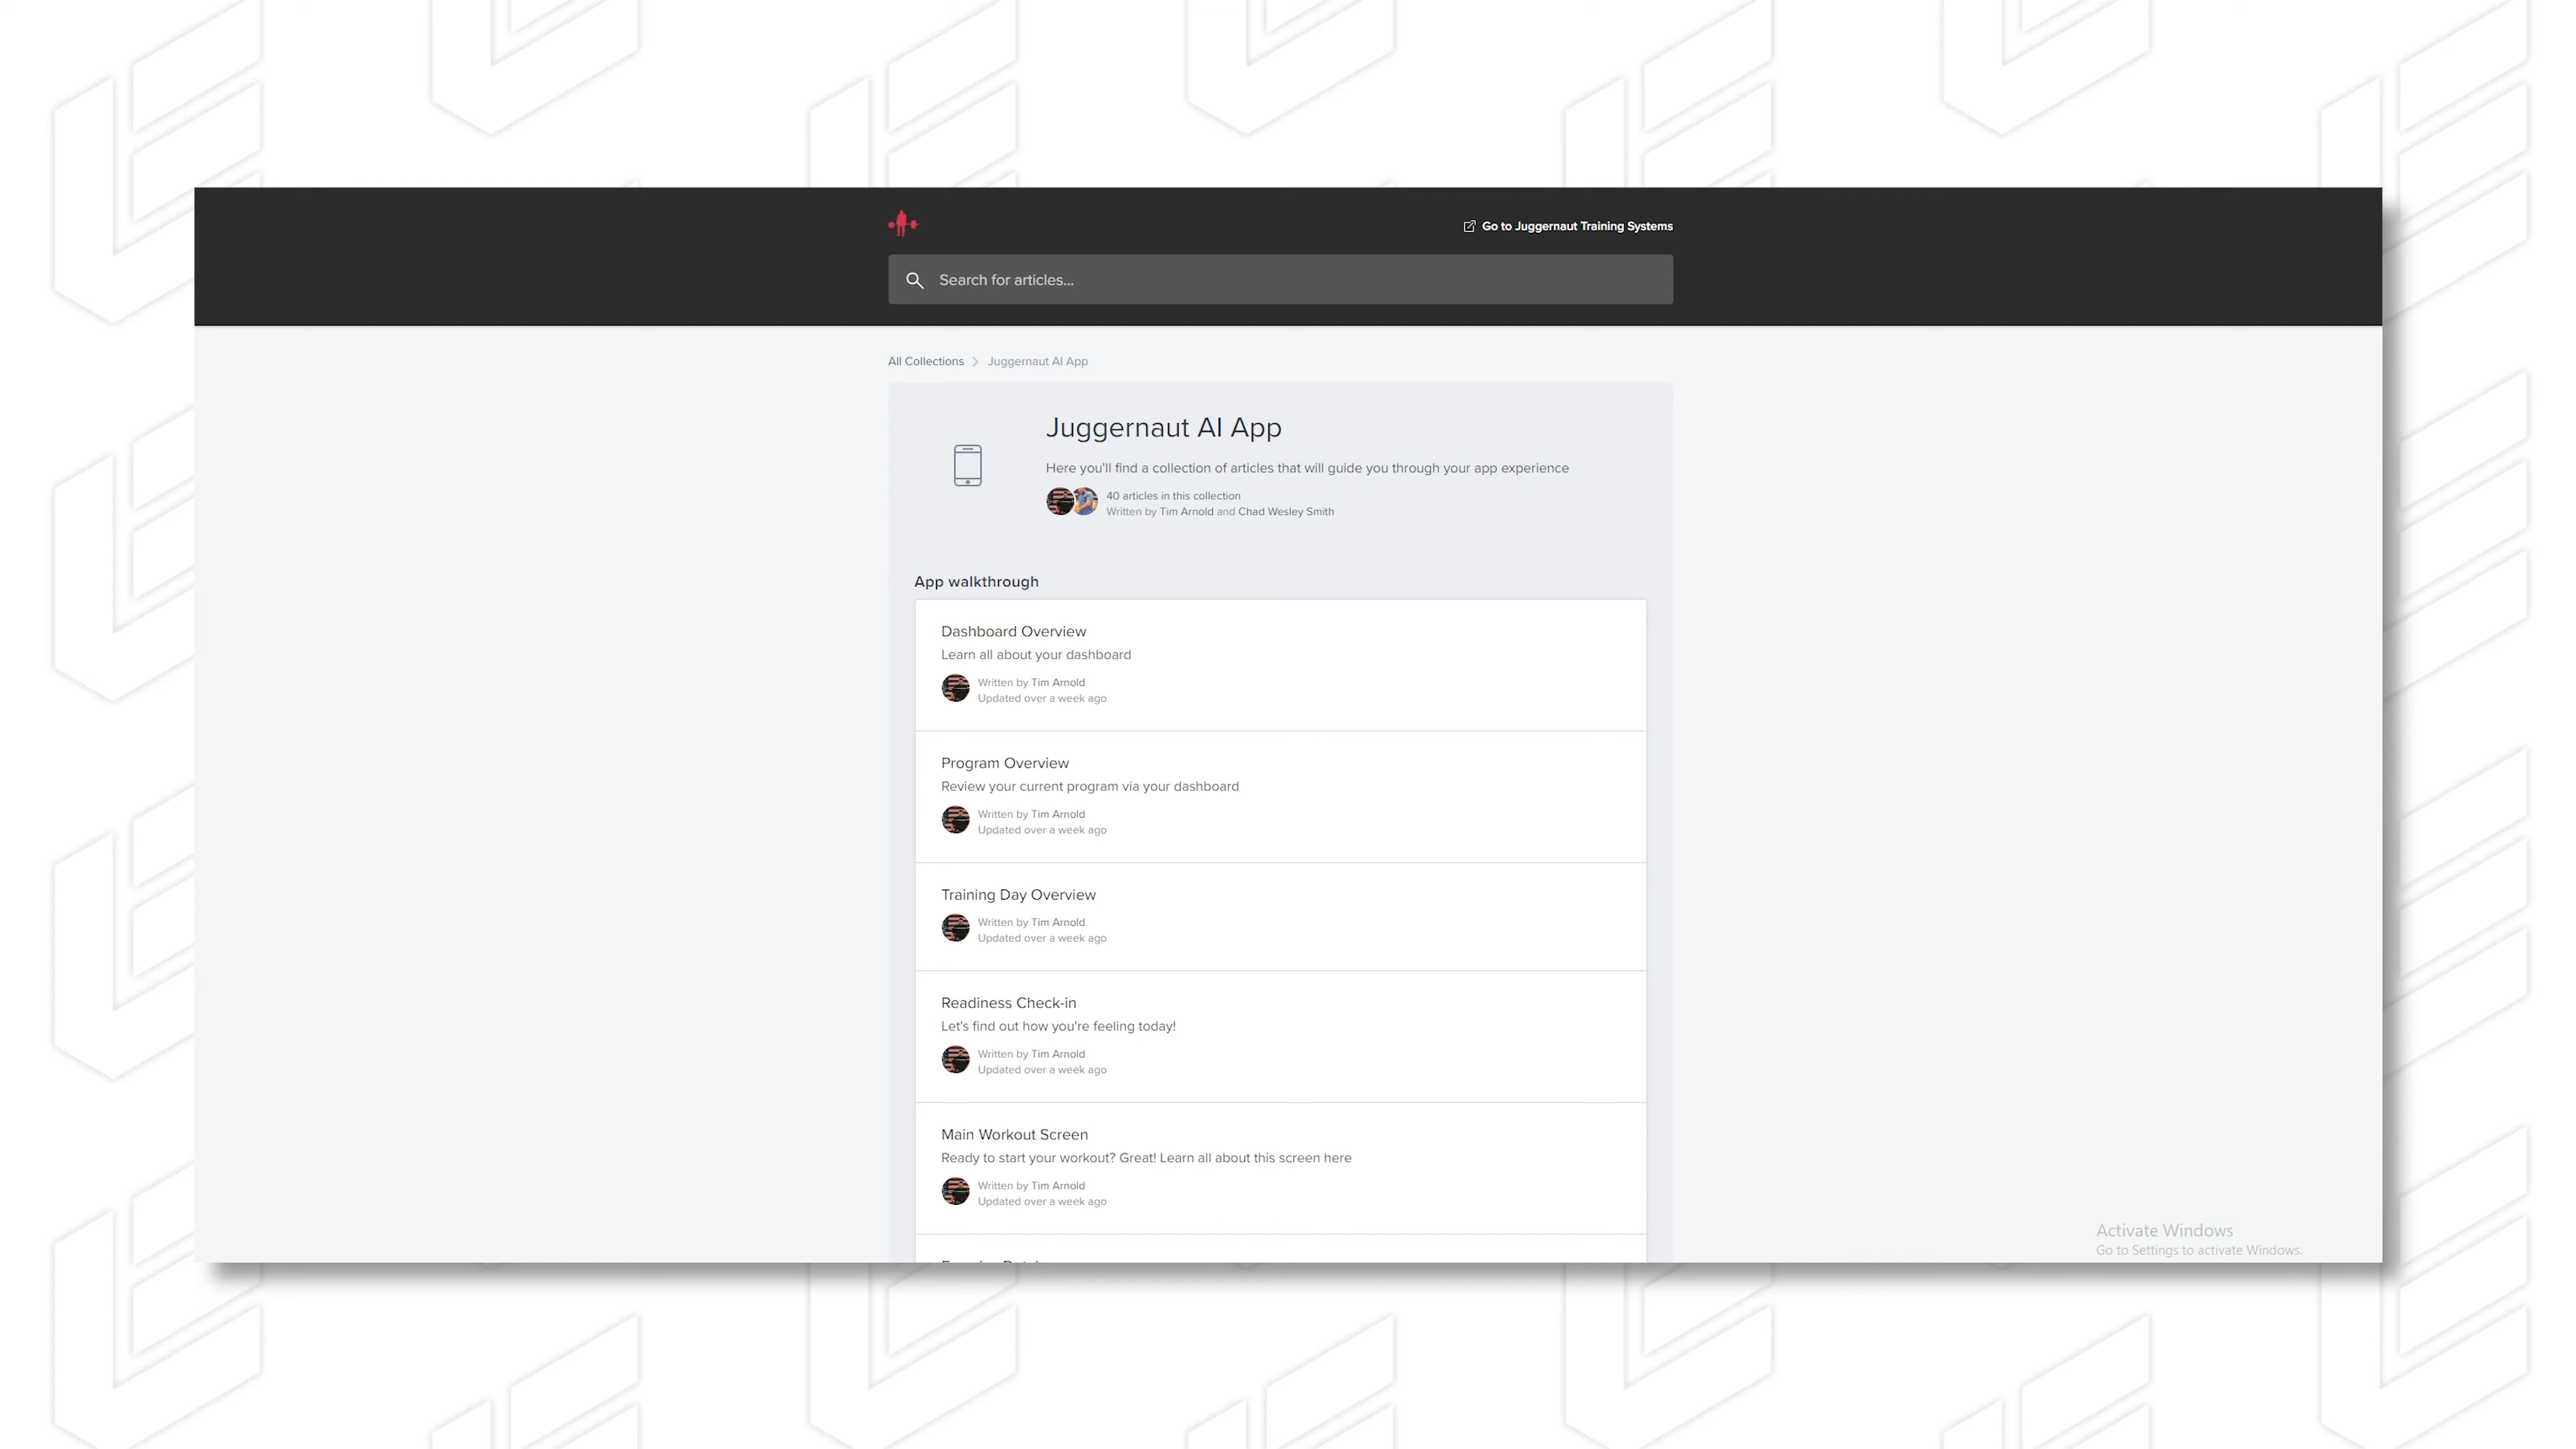 Go to Juggernaut Training Systems
Search for articles...
All Collections
Juggernaut AI App
Juggernaut AI App
Here you'll find a collection of articles that will guide you through your app experience
40 articles in this collection
Written by Tim Arnold and Chad Wesley Smith
App walkthrough
Dashboard Overview
Learn all about your dashboard
Written by Tim Arnold
Updated over a week ago
Program Overview
Review your current program via your dashboard
Written by Tim Arnold
Updated over a week ago
Training Day Overview
Written by Tim Arnold
Updated over a week ago
Readiness Check-in
Let's find out how you're feeling today!
Written by Tim Arnold
Updated over a week ago
Main Workout Screen
Ready to start your workout? Great! Learn all about this screen here
Written by Tim Arnold
Updated over a week ago
Activate Windows
Go to Settings to activate Windows.